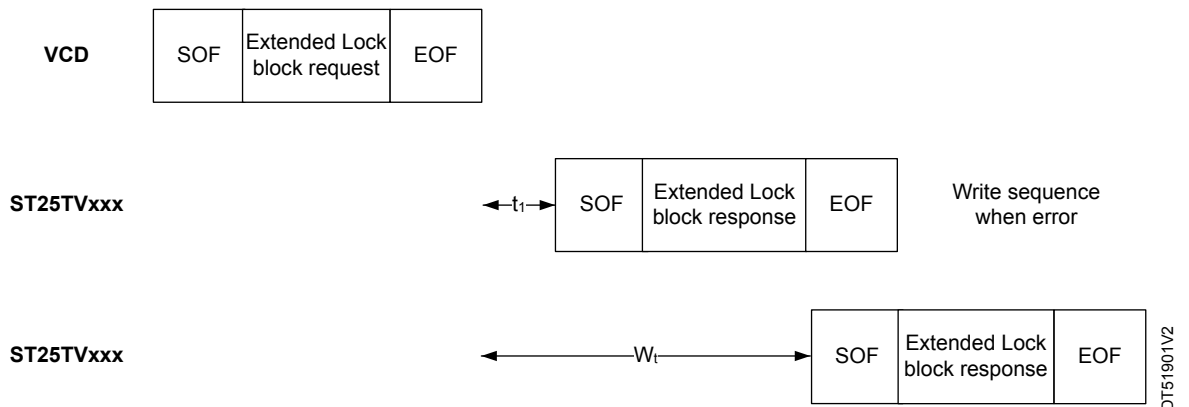 VCD
SOF
Extended Lock
block request
EOF
ST25TVxxx
t₁
SOF
Extended Lock
block response
EOF
Write sequence
when error
ST25TVxxx
Wₜ
SOF
Extended Lock
block response
EOF
DT51901V2